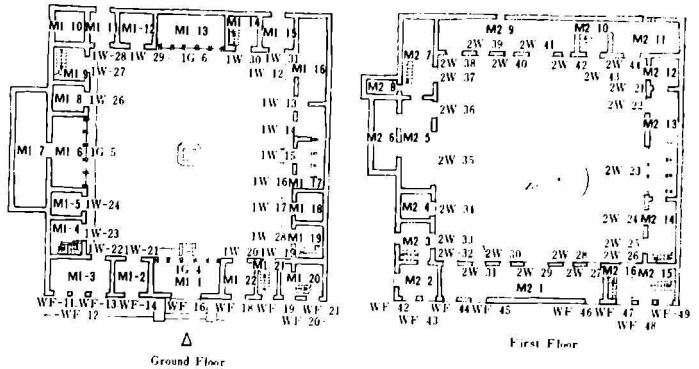 M1 10 M1 11 M1-12 M1 13 M1 14 M1 15
1W-28 1W 29 1G 6 1W 30 1W 31
M1 9 1W-27 1W 12 M1 16
M1 8 1W 26 1W 13
1W 14
M1 7 M1 6 1G 5 1W 15
1W 16 M1 17
M1-5 1W-24 1W 17 M1 18
M1-4 1W-23 1W 28 M1 19
1W-22 1W-21 1W 20 1W 19
M1-3 M1-2 1G 4 M1 1 M1 22 M1 21 M1 20
WF-11 WF-13 WF-14 WF 16 WF 18 WF 19 WF 21
WF 12 WF 20
Ground Floor
M2 9 M2 10 M2 11
M2 7 2W 38 2W 39 2W 40 2W 41 2W 42 2W 43 2W 44 M2 12
2W 37 2W 21
M2 8 2W 22
M2 6 M2 5 2W 36 M2 13
2W 35 2W 23
M2 4 2W 34 2W 24 M2 14
M2 3 2W 33 2W 25
2W-32 2W 30 2W 28 2W 26
2W 31 2W 29 2W 27 M2 16 M2 15
M2 2 M2 1
WF 42 WF 44 WF 45 WF 46 WF 47 WF-49
WF 43 WF 48
First Floor